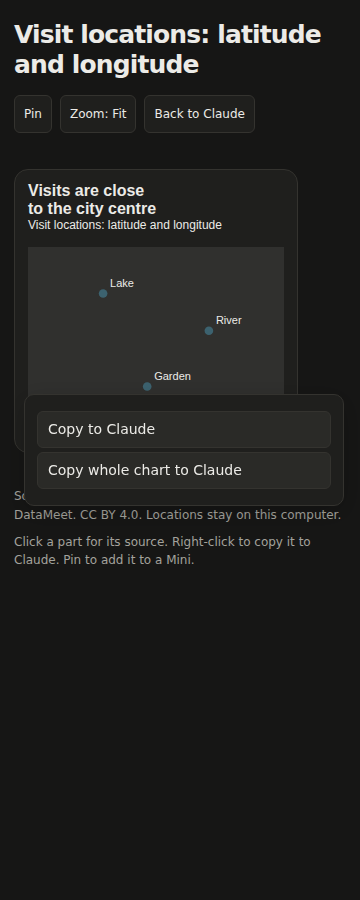 Visit locations: latitude
and longitude
Pin
Zoom: Fit
Back to Claude
Visits are close
to the city centre
Visit locations: latitude and longitude
Lake
River
Garden
Copy to Claude
Copy whole chart to Claude
DataMeet. CC BY 4.0. Locations stay on this computer.
Click a part for its source. Right-click to copy it to
Claude. Pin to add it to a Mini.